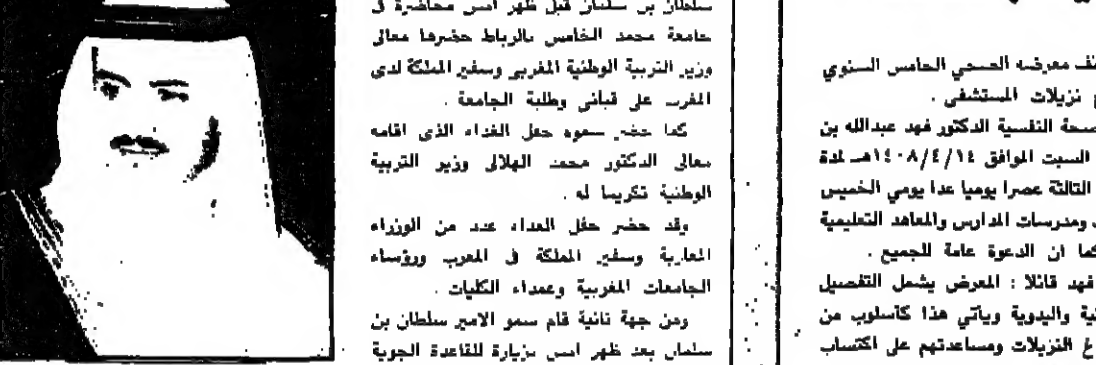 معرضه الصحي الخامس السنوي
نزيلات المستشفى .
الصحة النفسية الدكتور فهد عبدالله بن
السبت الموافق ١٤٠٨/٤/١٤هـ لمدة
الثالثة عصرا يوميا عدا يومي الخميس
ومدرسات المدارس والمعاهد التعليمية
كما ان الدعوة عامة للجميع .
فهد قائلا : المعرض يشمل التفصيل
واليدوية وياتي هذا كأسلوب من
النزيلات ومساعدتهم على اكتساب
سلطان بن سلمان قبل ظهر امس محاضرة في
جامعة محمد الخامس بالرباط حضرها معالي
وزير التربية الوطنية المغربي وسفير المملكة لدى
المغرب علي قباني وطلبة الجامعة .
كما حضر سموه حفل الغداء الذي اقامه
معالي الدكتور محمد الهلالي وزير التربية
الوطنية تكريما له .
وقد حضر حفل الغداء عدد من الوزراء
المغاربة وسفير المملكة في المغرب ورؤساء
الجامعات المغربية وعمداء الكليات .
ومن جهة ثانية قام سمو الامير سلطان بن
سلمان بعد ظهر امس بزيارة للقاعدة الجوية